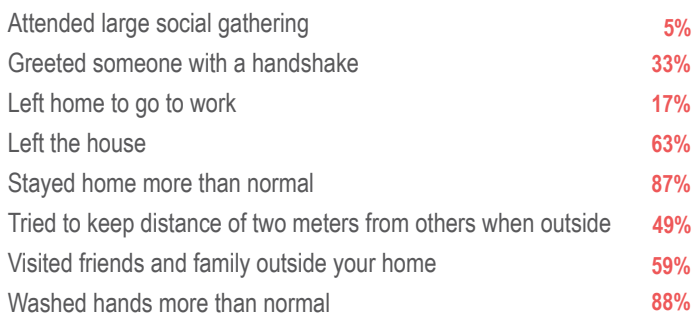 Attended large social gathering 5%
Greeted someone with a handshake 33%
Left home to go to work 17%
Left the house 63%
Stayed home more than normal 87%
Tried to keep distance of two meters from others when outside 49%
Visited friends and family outside your home 59%
Washed hands more than normal 88%